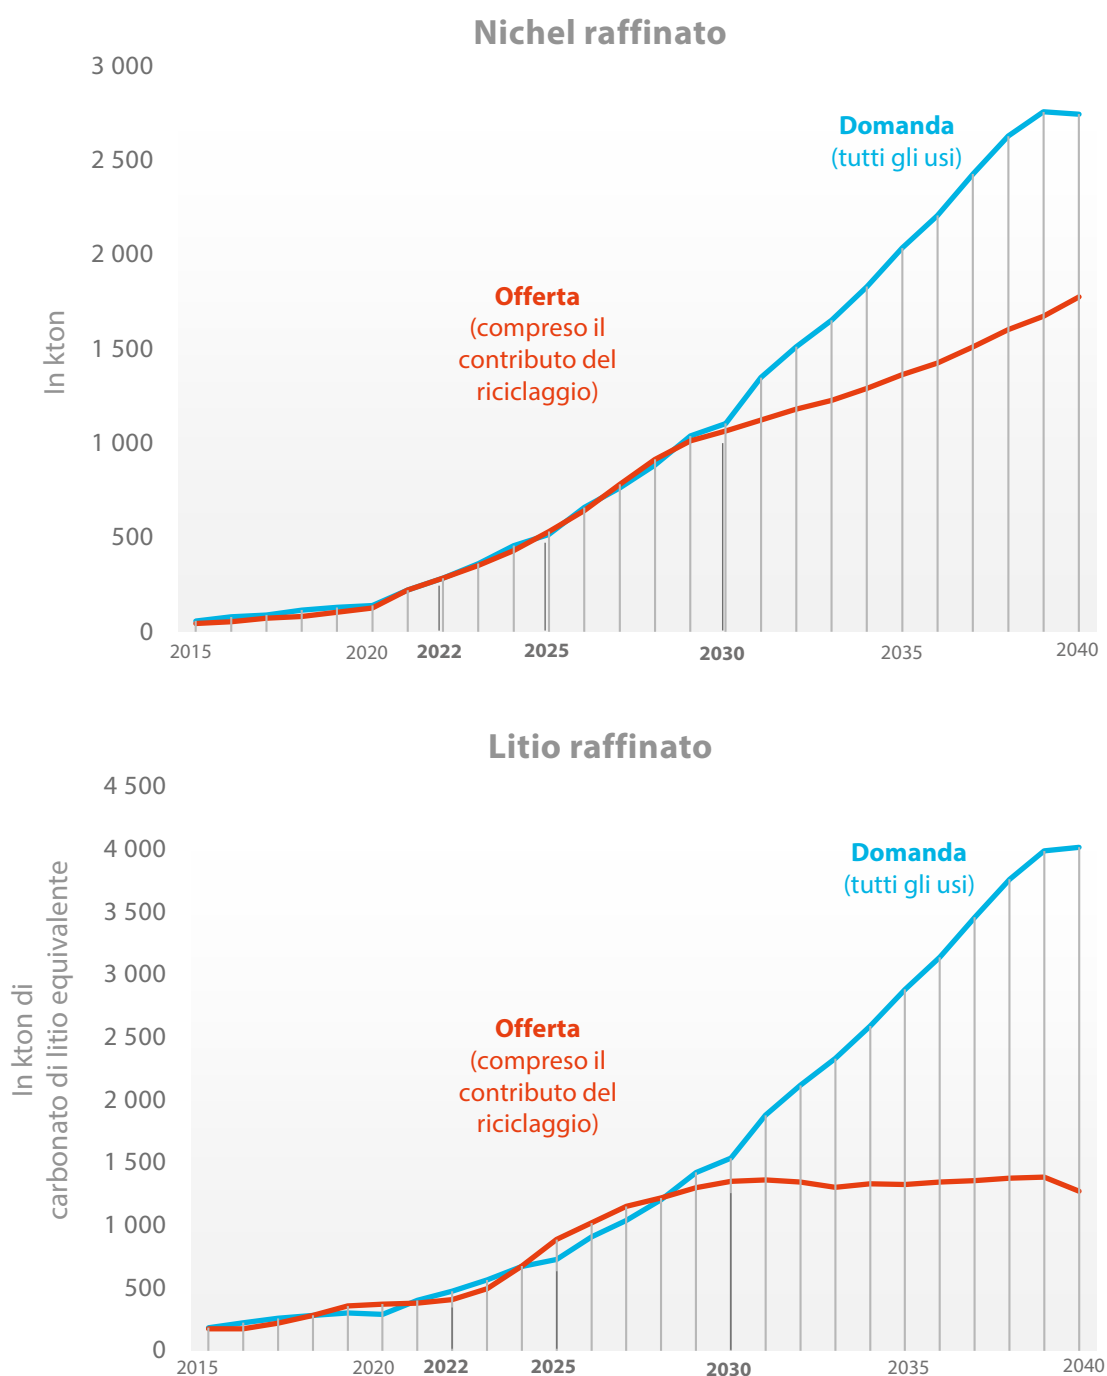 Nichel raffinato
3 000
2 500
2 000
1 500
1 000
500
0
In kton
Domanda
(tutti gli usi)
Offerta
(compreso il
contributo del
riciclaggio)
2015
2020
2022
2025
2030
2035
2040
Litio raffinato
4 500
4 000
3 500
3 000
2 500
2 000
1 500
1 000
500
0
In kton di
carbonato di litio equivalente
Domanda
(tutti gli usi)
Offerta
(compreso il
contributo del
riciclaggio)
2015
2020
2022
2025
2030
2035
2040